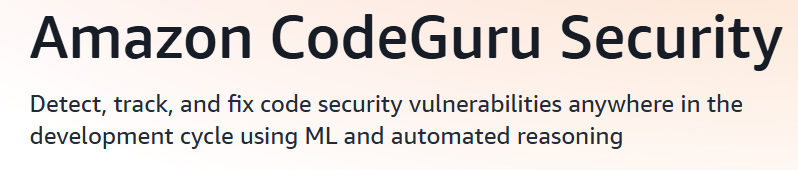 Amazon CodeGuru Security
Detect, track, and fix code security vulnerabilities anywhere in the
development cycle using ML and automated reasoning